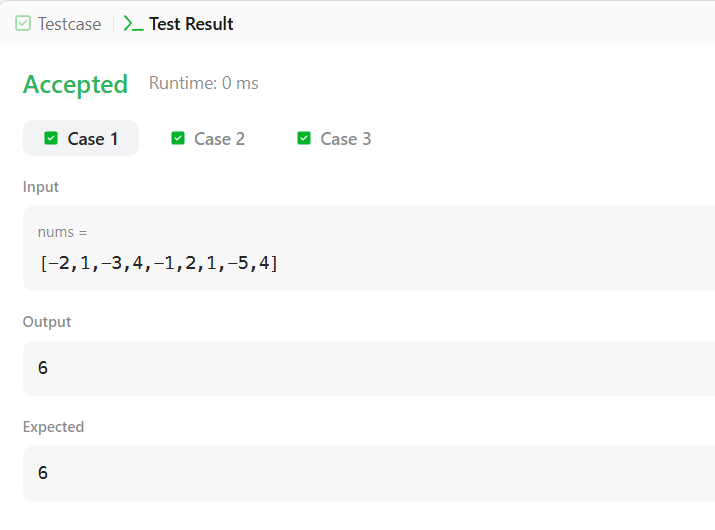 Testcase Test Result
Accepted Runtime: 0 ms
Case 1 Case 2 Case 3
Input
nums =
[-2,1,-3,4,-1,2,1,-5,4]
Output
6
Expected
6